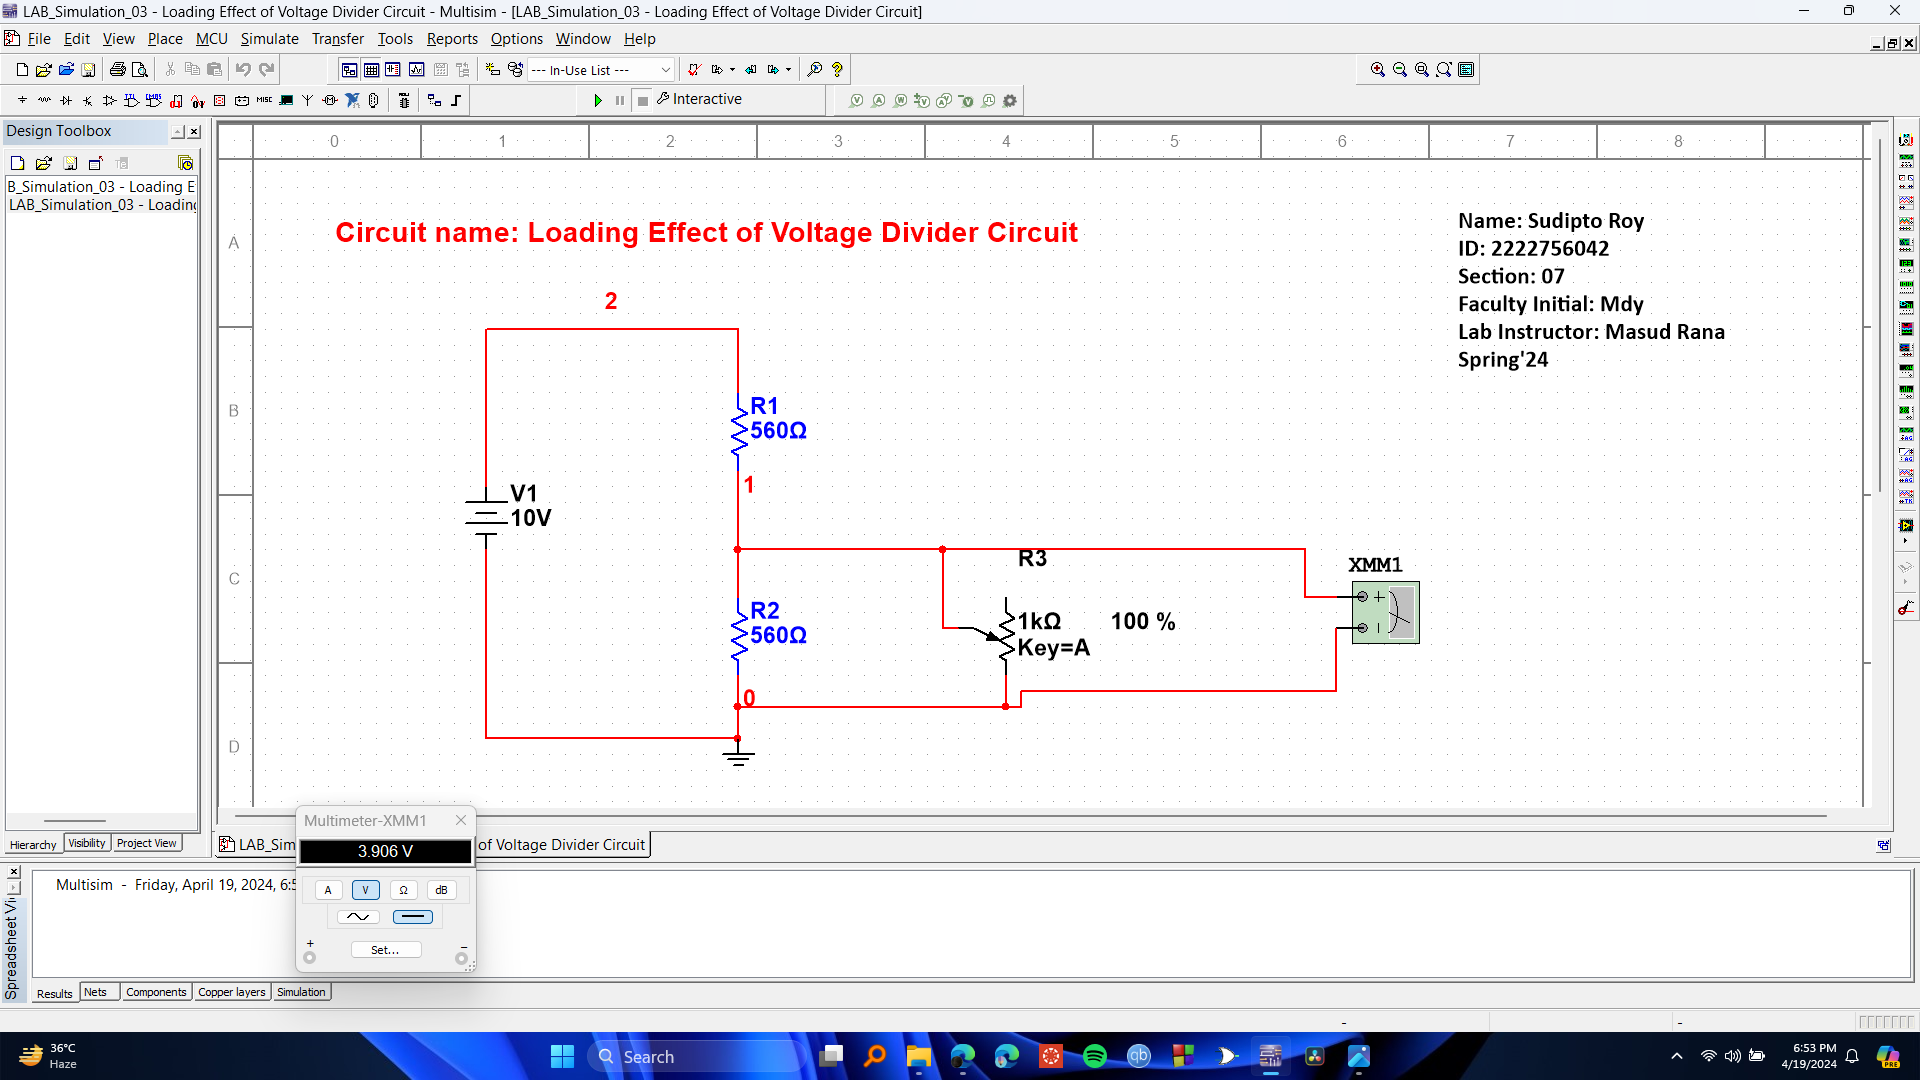 LAB_Simulation_03 - Loading Effect of Voltage Divider Circuit - Multisim - [LAB_Simulation_03 - Loading Effect of Voltage Divider Circuit]
File Edit View Place MCU Simulate Transfer Tools Reports Options Window Help
--- In-Use List ---
Interactive
Design Toolbox
B_Simulation_03 - Loading E
LAB_Simulation_03 - Loading
0 1 2 3 4 5 6 7 8
A
B
C
D
Circuit name: Loading Effect of Voltage Divider Circuit
Name: Sudipto Roy
ID: 2222756042
Section: 07
Faculty Initial: Mdy
Lab Instructor: Masud Rana
Spring'24
2
R1
560Ω
1
V1
10V
R3
XMM1
R2
560Ω
1kΩ 100 %
Key=A
0
Hierarchy Visibility Project View
LAB_Sim
of Voltage Divider Circuit
Multimeter-XMM1
3.906 V
A V Ω dB
+ Set... −
Multisim - Friday, April 19, 2024, 6:5
Spreadsheet Vi
Results Nets Components Copper layers Simulation
36°C
Haze
Search
qb
PRE
6:53 PM
4/19/2024